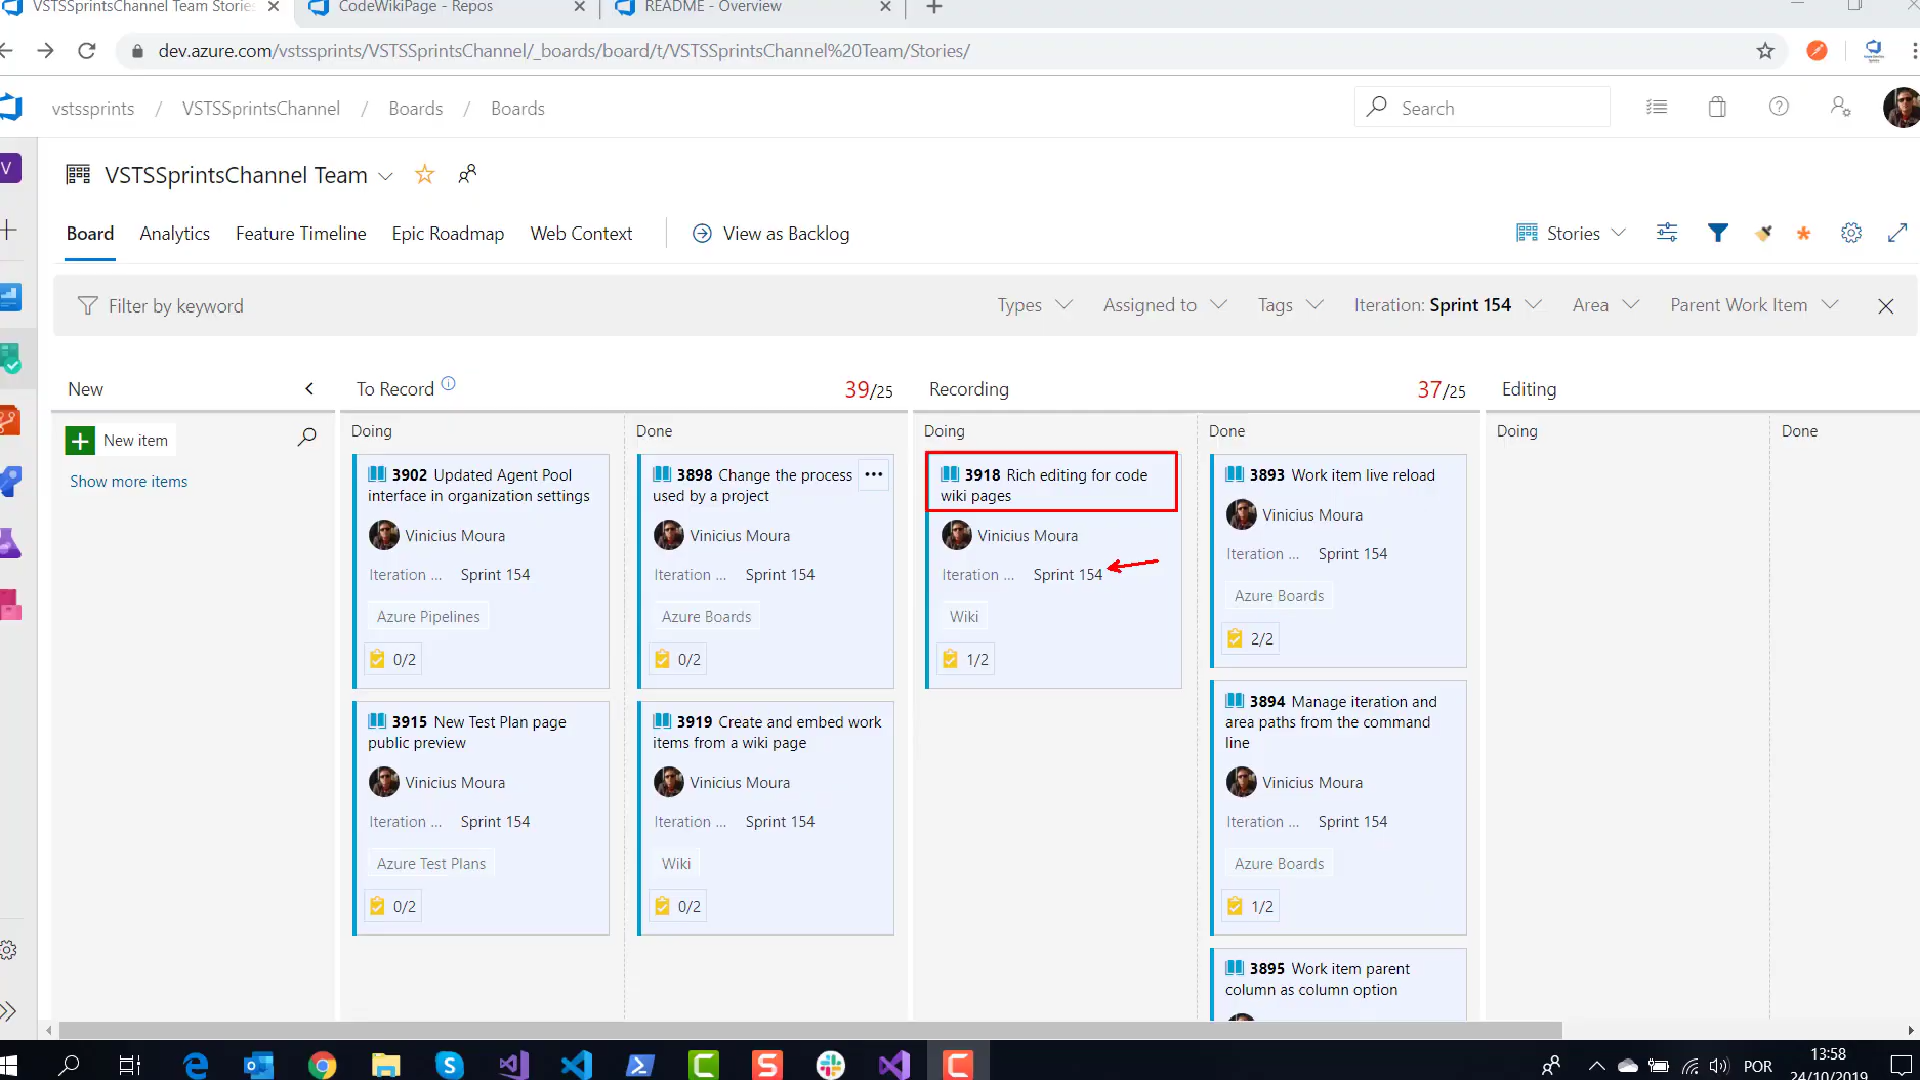 VSTSSprintsChannel Team Stories
CodeWikiPage - Repos
README - Overview
dev.azure.com/vstssprints/VSTSSprintsChannel/_boards/board/t/VSTSSprintsChannel%20Team/Stories/
vstssprints / VSTSSprintsChannel / Boards / Boards
Search
V
VSTSSprintsChannel Team
Board Analytics Feature Timeline Epic Roadmap Web Context View as Backlog
Stories
Filter by keyword
Types Assigned to Tags Iteration: Sprint 154 Area Parent Work Item
New
To Record 39/25
Recording 37/25
Editing
New item
Show more items
Doing
3902 Updated Agent Pool
interface in organization settings
Vinicius Moura
Iteration ... Sprint 154
Azure Pipelines
0/2
3915 New Test Plan page
public preview
Vinicius Moura
Iteration ... Sprint 154
Azure Test Plans
0/2
Done
3898 Change the process
used by a project
Vinicius Moura
Iteration ... Sprint 154
Azure Boards
0/2
3919 Create and embed work
items from a wiki page
Vinicius Moura
Iteration ... Sprint 154
Wiki
0/2
Doing
3918 Rich editing for code
wiki pages
Vinicius Moura
Iteration ... Sprint 154
Wiki
1/2
Done
3893 Work item live reload
Vinicius Moura
Iteration ... Sprint 154
Azure Boards
2/2
3894 Manage iteration and
area paths from the command
line
Vinicius Moura
Iteration ... Sprint 154
Azure Boards
1/2
3895 Work item parent
column as column option
Doing
Done
POR
13:58
24/10/2019